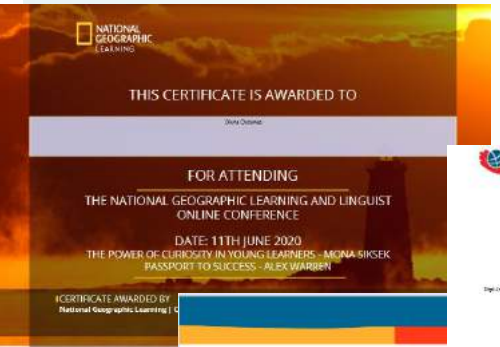 NATIONAL
GEOGRAPHIC
LEARNING
THIS CERTIFICATE IS AWARDED TO
FOR ATTENDING
THE NATIONAL GEOGRAPHIC LEARNING AND LINGUIST
ONLINE CONFERENCE
DATE: 11TH JUNE 2020
THE POWER OF CURIOSITY IN YOUNG LEARNERS - MONA SIKSEK
PASSPORT TO SUCCESS - ALEX WARREN
CERTIFICATE AWARDED BY
National Geographic Learning |